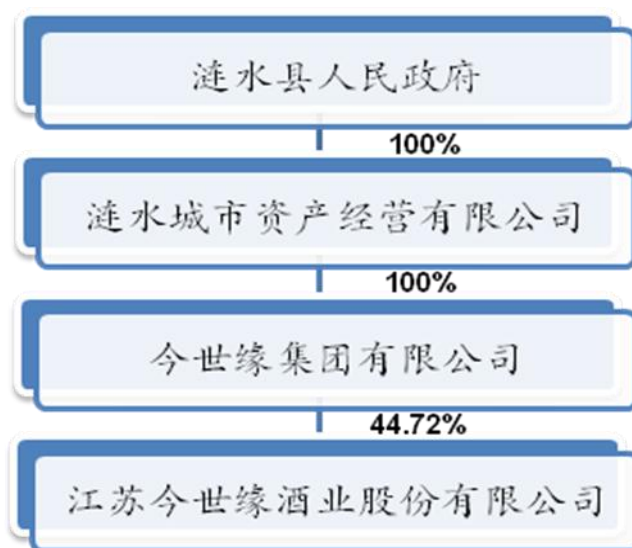 涟水县人民政府
100%
涟水城市资产经营有限公司
100%
今世缘集团有限公司
44.72%
江苏今世缘酒业股份有限公司